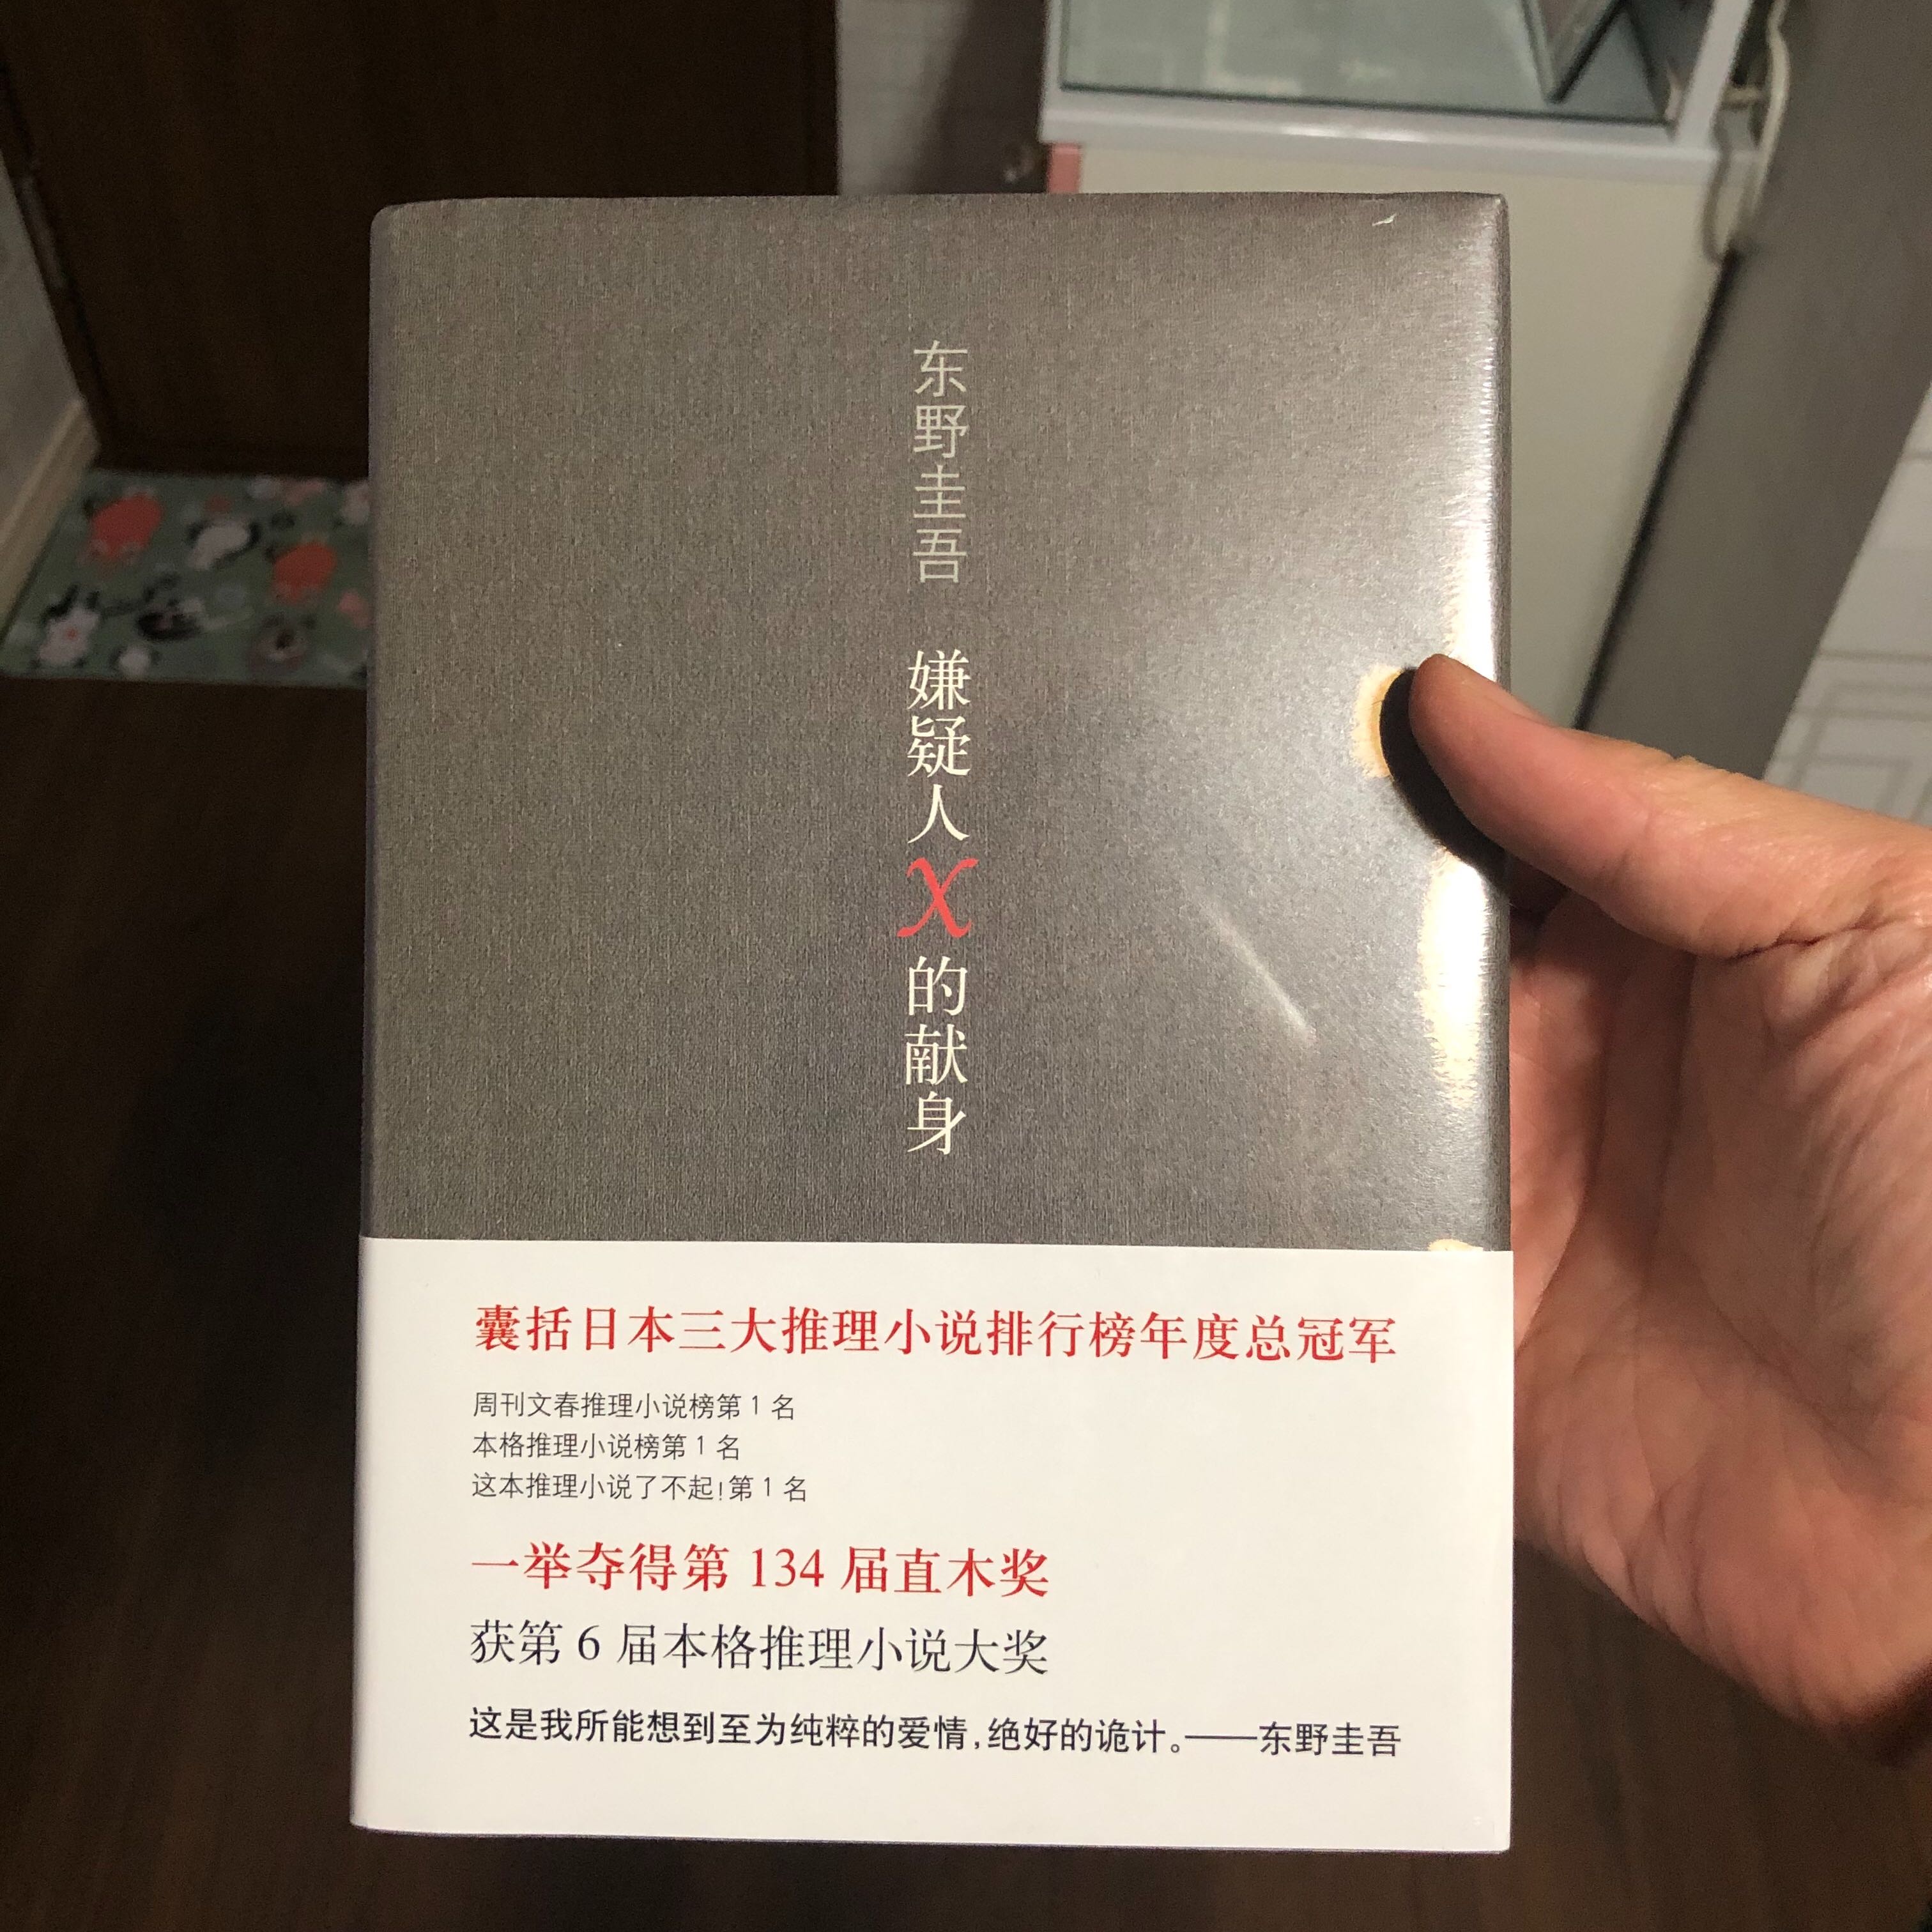 东野圭吾
嫌疑人X的献身
囊括日本三大推理小说排行榜年度总冠军
周刊文春推理小说榜第1名
本格推理小说榜第1名
这本推理小说了不起!第1名
一举夺得第134届直木奖
获第6届本格推理小说大奖
这是我所能想到至为纯粹的爱情,绝好的诡计。——东野圭吾